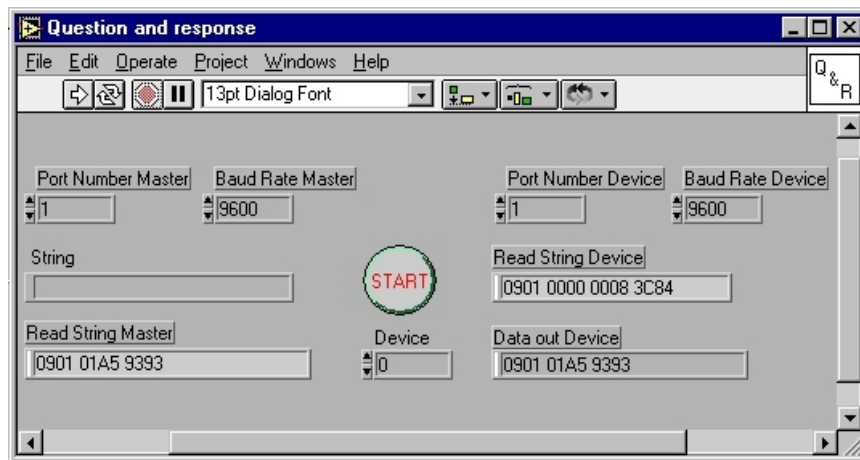 Question and response
File Edit Operate Project Windows Help
13pt Dialog Font
Q & R
Port Number Master Baud Rate Master Port Number Device Baud Rate Device
1 9600 1 9600
String START Read String Device
0901 0000 0008 3C84
Read String Master Device Data out Device
0901 01A5 9393 0 0901 01A5 9393